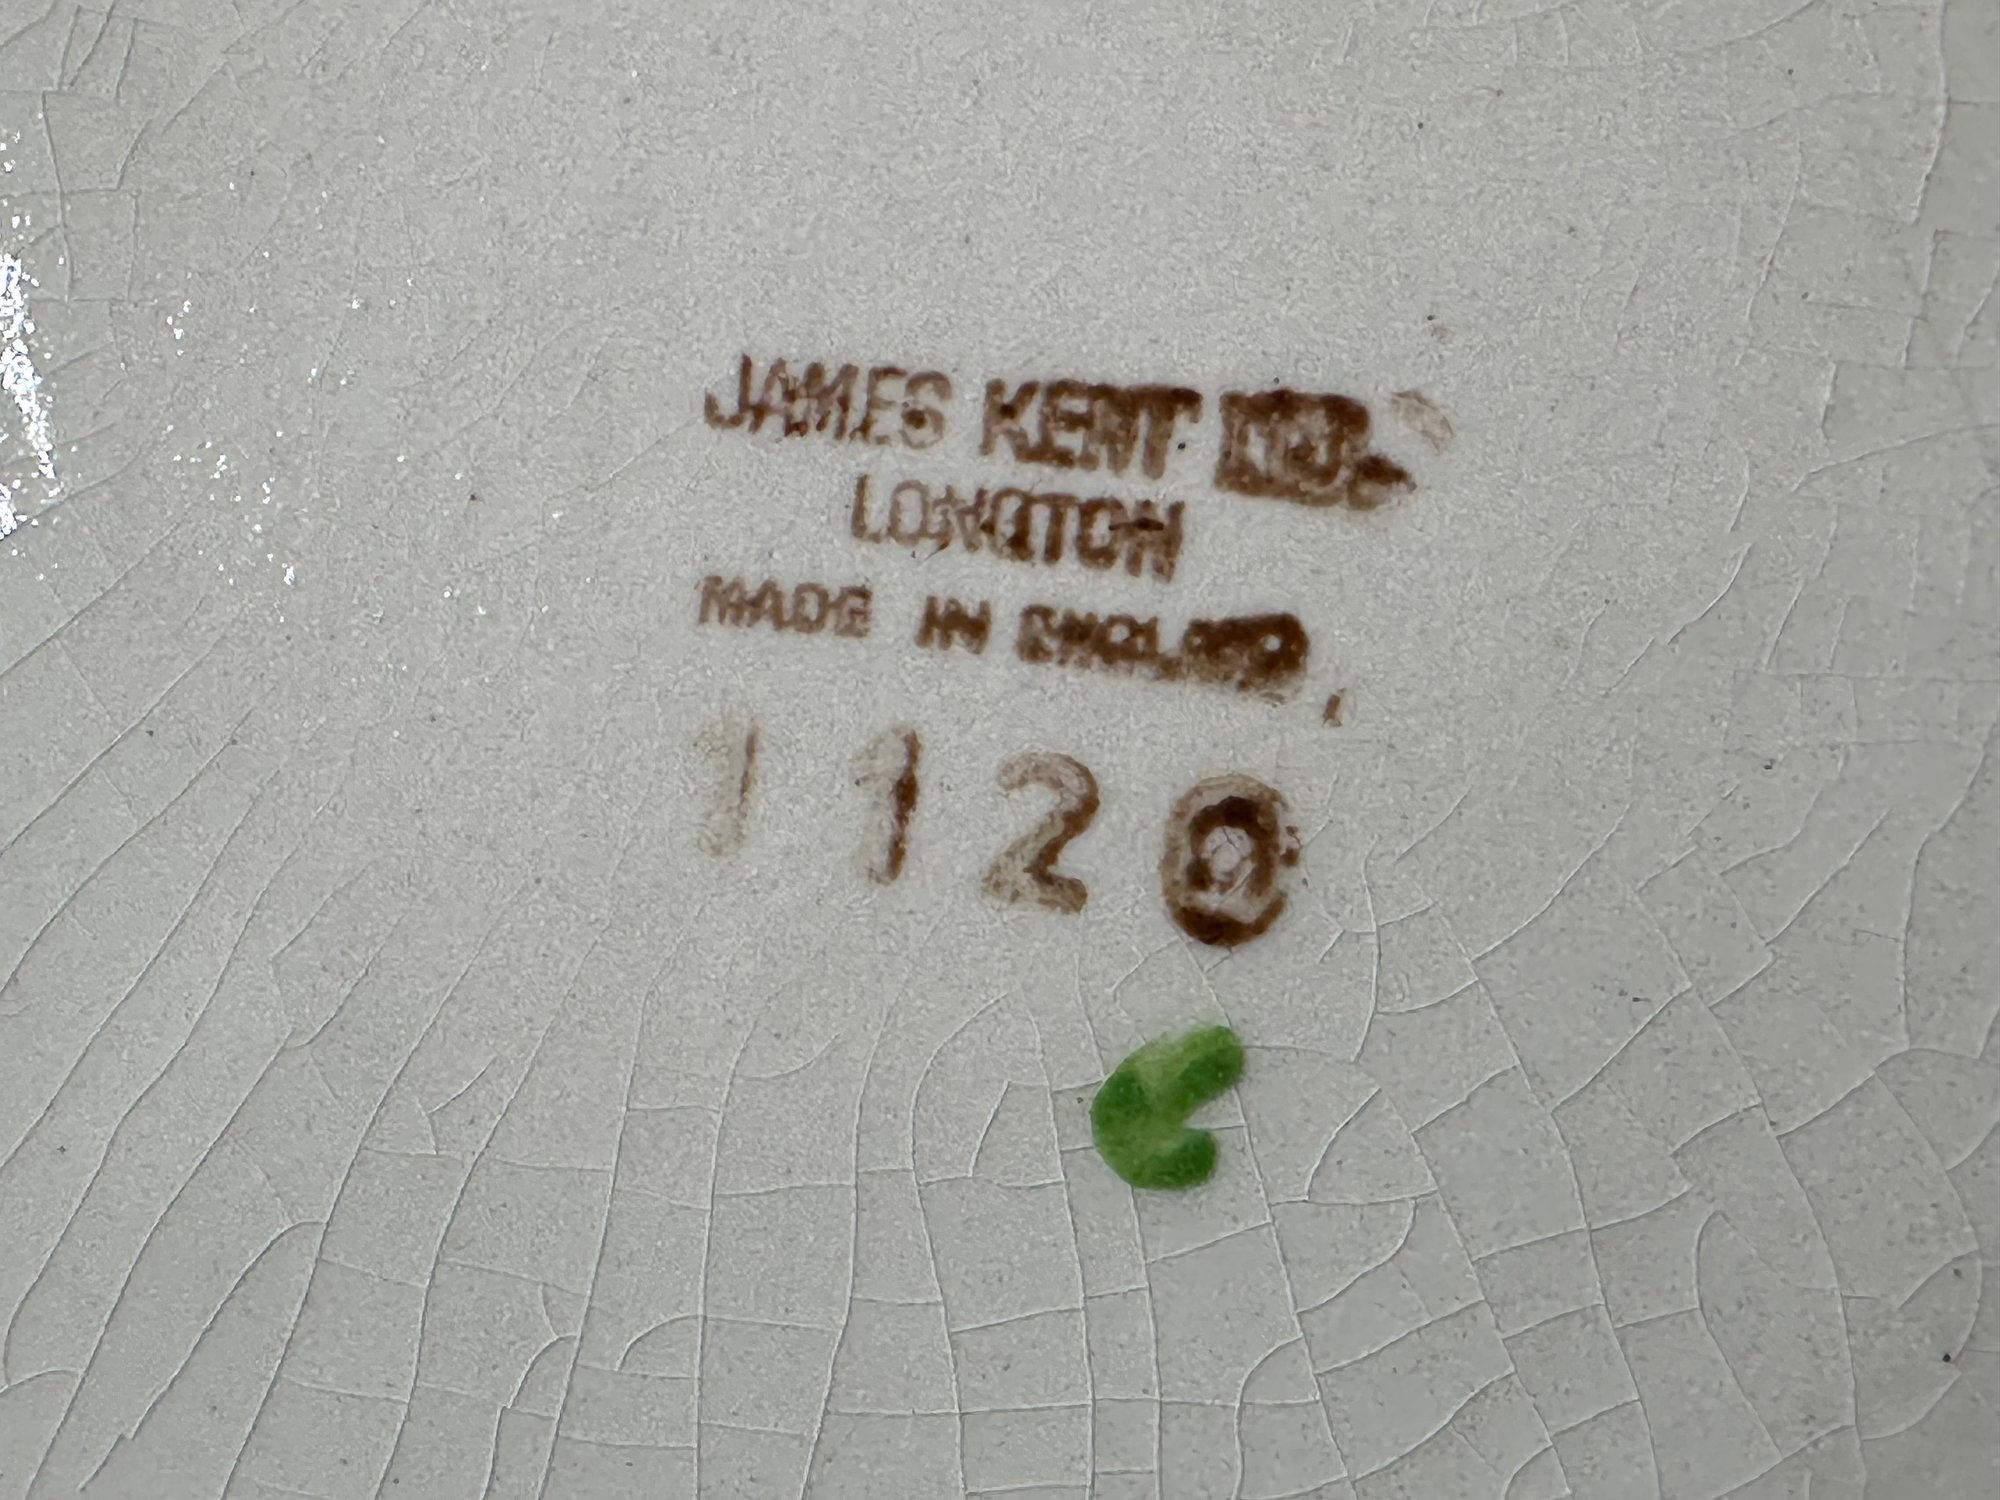 JAMES KENT LTD.
LONGTON
MADE IN ENGLAND
1120